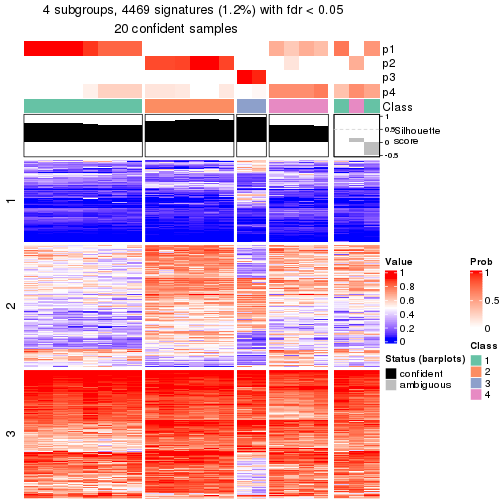 4 subgroups, 4469 signatures (1.2%) with fdr < 0.05
20 confident samples
p1
p2
p3
p4
Class
1
0.5
0
-0.5
Silhouette
score
1
2
3
Value
1
0.8
0.6
0.4
0.2
0
Status (barplots)
confident
ambiguous
Prob
1
0.5
0
Class
1
2
3
4